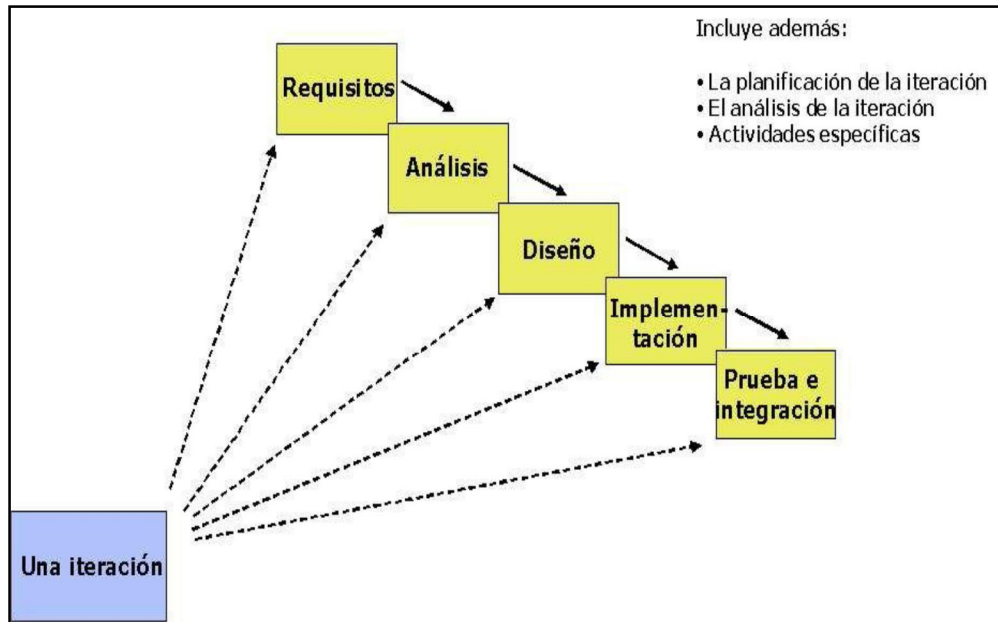 Incluye además:
• La planificación de la iteración
• El análisis de la iteración
• Actividades específicas
Requisitos
Análisis
Diseño
Implemen-
tación
Prueba e
integración
Una iteración